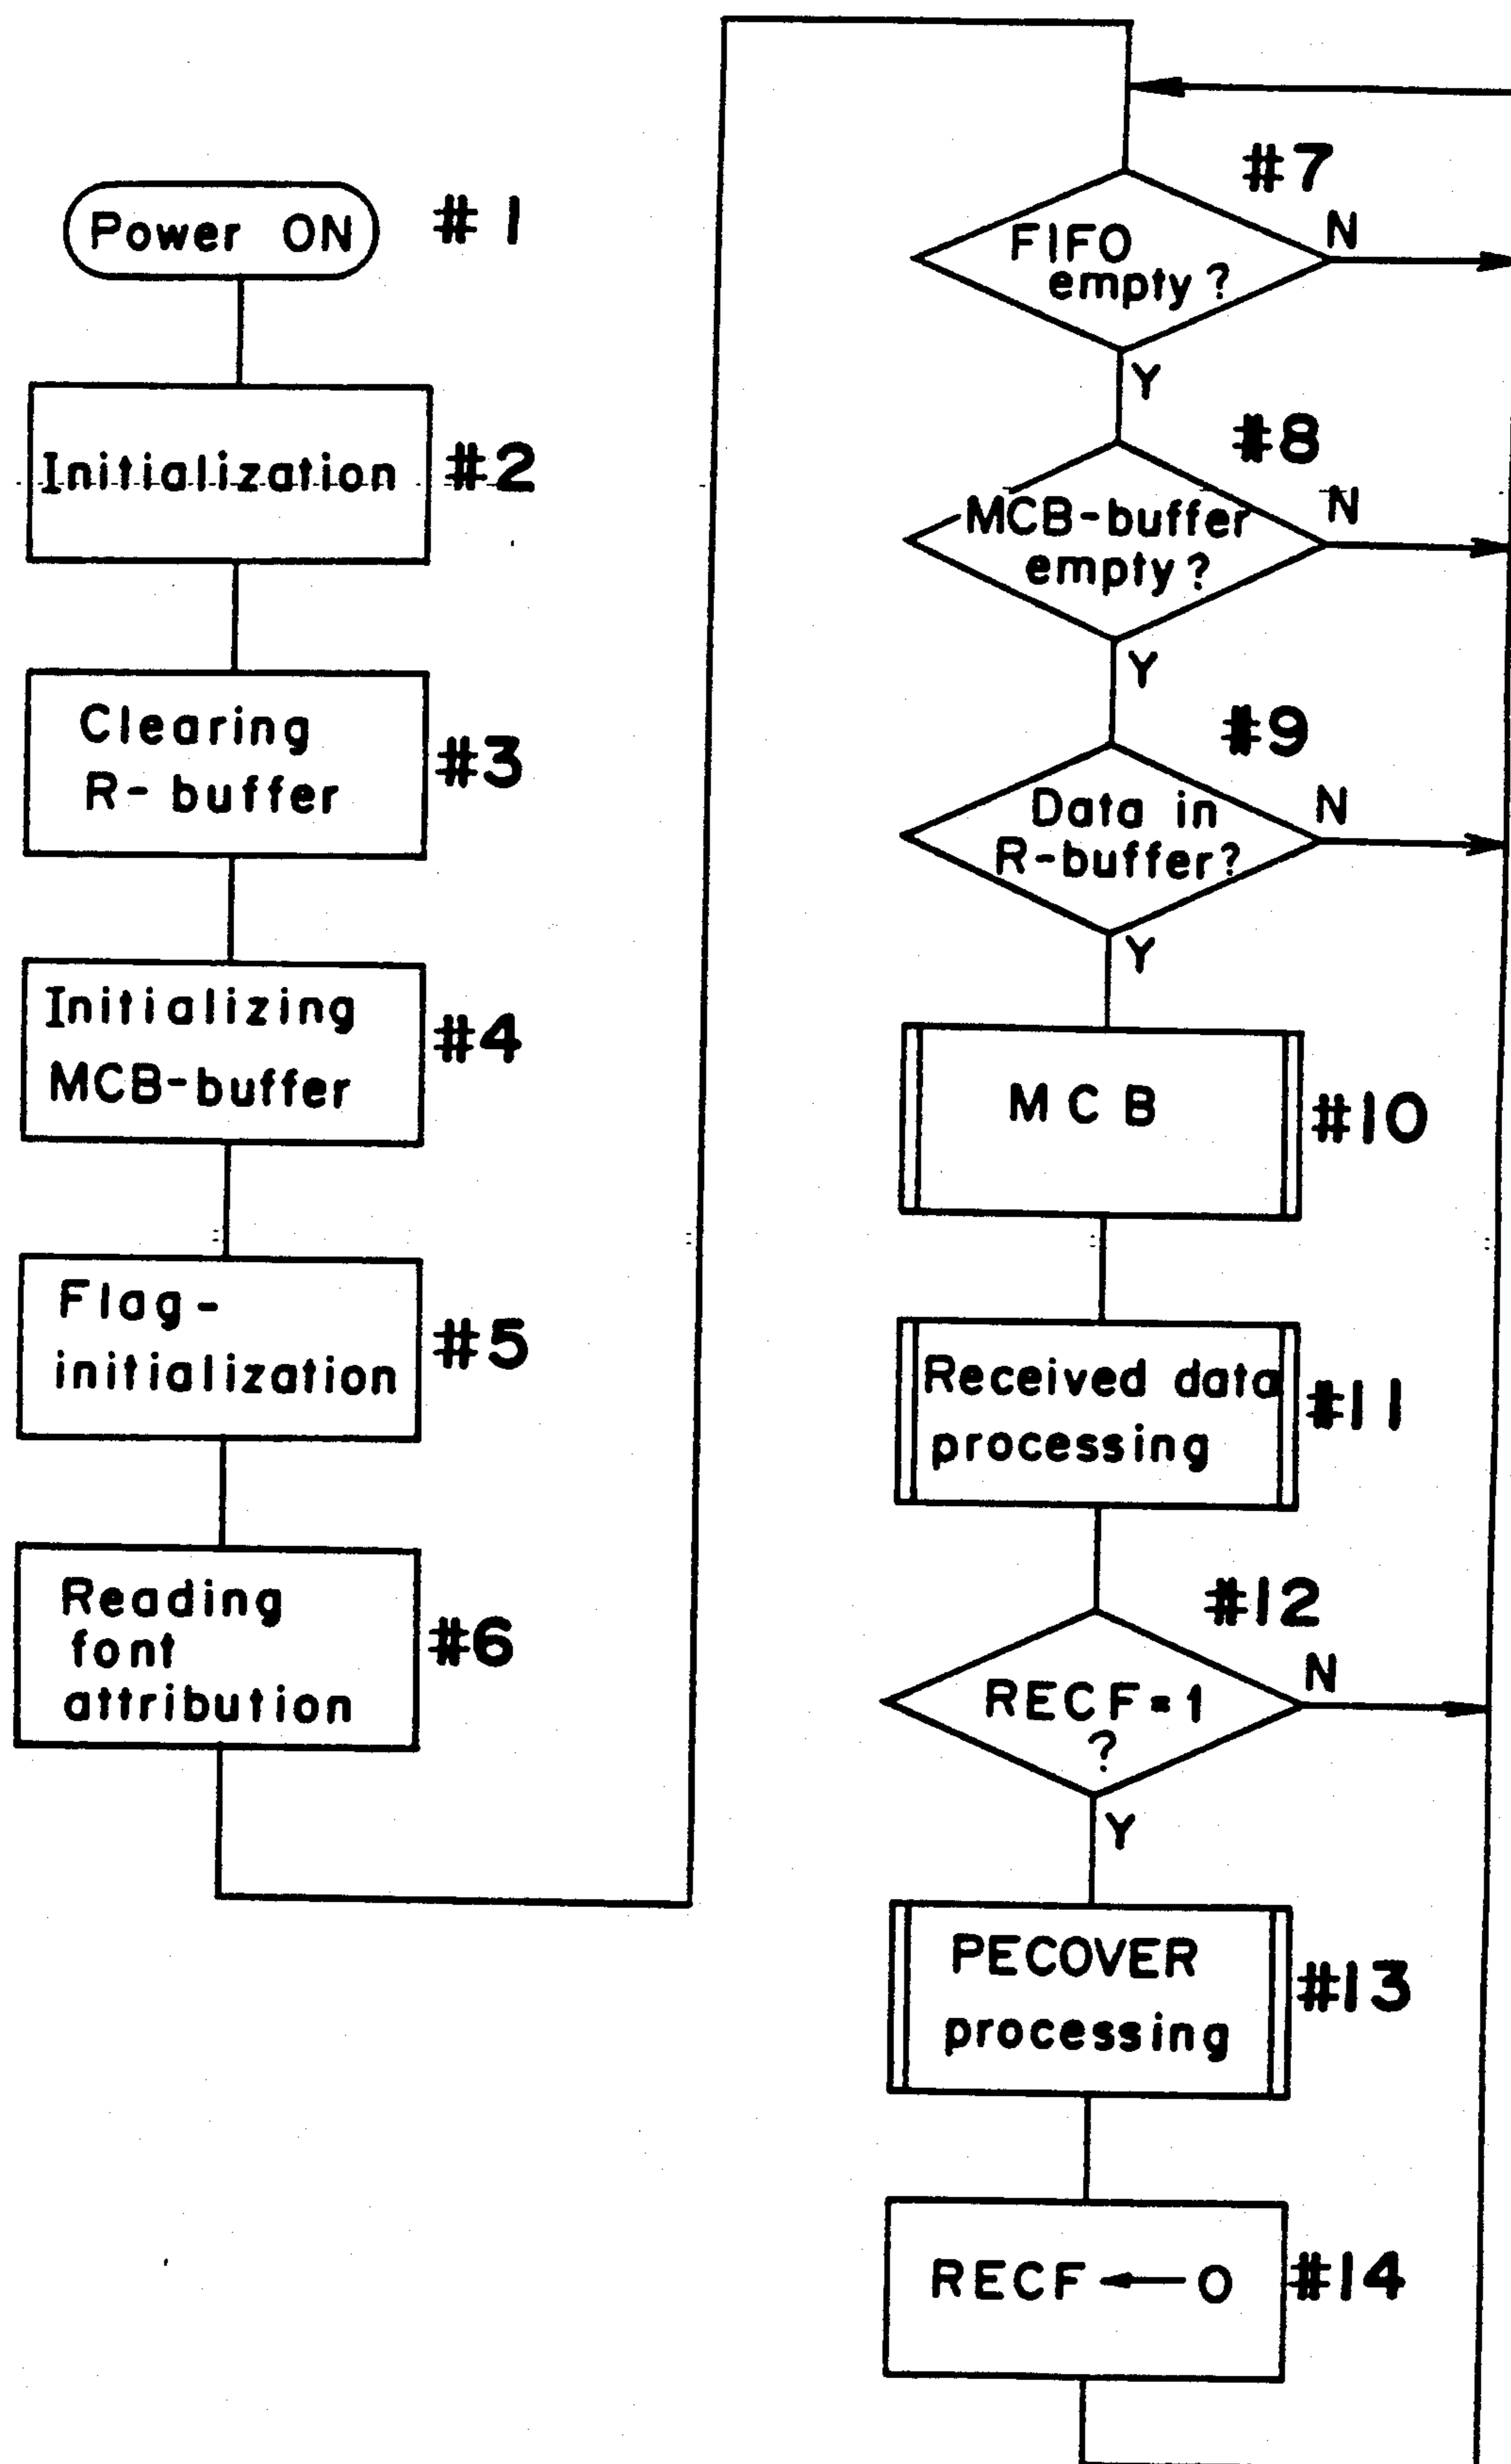 Power ON #1
Initialization #2
Clearing
R-buffer #3
Initializing
MCB-buffer #4
Flag-
initialization #5
Reading
font
attribution #6
#7
FIFO
empty?
N
Y
#8
MCB-buffer
empty?
N
Y
#9
Data in
R-buffer?
N
Y
MCB #10
Received data
processing #11
#12
RECF=1
?
N
Y
PECOVER
processing #13
RECF←0 #14